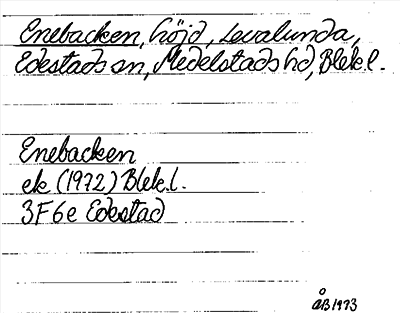 Enebacken, höjd, Levalunda,
Edestads sn, Medelstads hd, Blek.l.
Enebacken
ek (1972) Blek.l.
3F6e Edestad
ÅB 1973